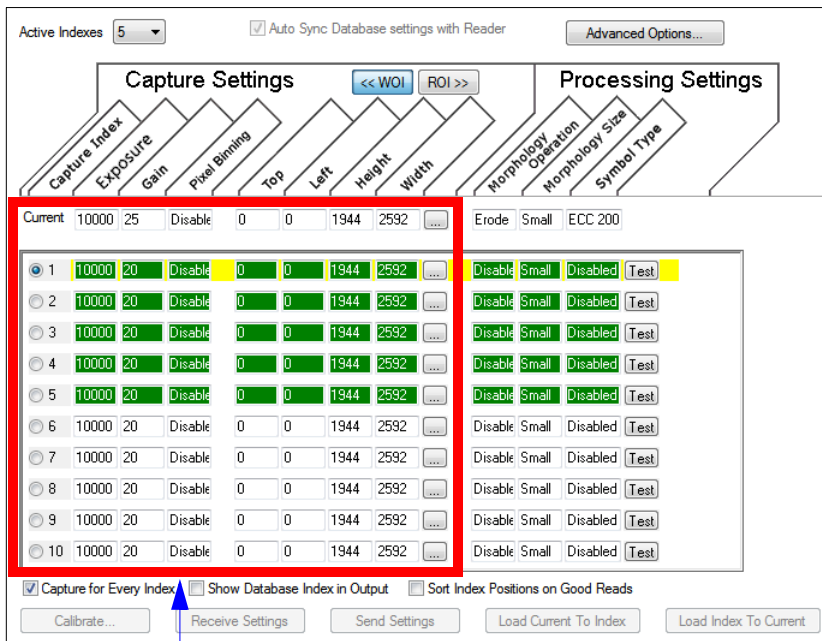 Active Indexes 5 Auto Sync Database settings with Reader Advanced Options...
Capture Settings << WOI ROI >> Processing Settings
Capture Index Exposure Gain Pixel Binning Top Left Height Width Morphology Operation Morphology Size Symbol Type
Current 10000 25 Disable 0 0 1944 2592 ... Erode Small ECC 200
1 10000 20 Disable 0 0 1944 2592 ... Disable Small Disabled Test
2 10000 20 Disable 0 0 1944 2592 ... Disable Small Disabled Test
3 10000 20 Disable 0 0 1944 2592 ... Disable Small Disabled Test
4 10000 20 Disable 0 0 1944 2592 ... Disable Small Disabled Test
5 10000 20 Disable 0 0 1944 2592 ... Disable Small Disabled Test
6 10000 20 Disable 0 0 1944 2592 ... Disable Small Disabled Test
7 10000 20 Disable 0 0 1944 2592 ... Disable Small Disabled Test
8 10000 20 Disable 0 0 1944 2592 ... Disable Small Disabled Test
9 10000 20 Disable 0 0 1944 2592 ... Disable Small Disabled Test
10 10000 20 Disable 0 0 1944 2592 ... Disable Small Disabled Test
Capture for Every Index Show Database Index in Output Sort Index Positions on Good Reads
Calibrate... Receive Settings Send Settings Load Current To Index Load Index To Current